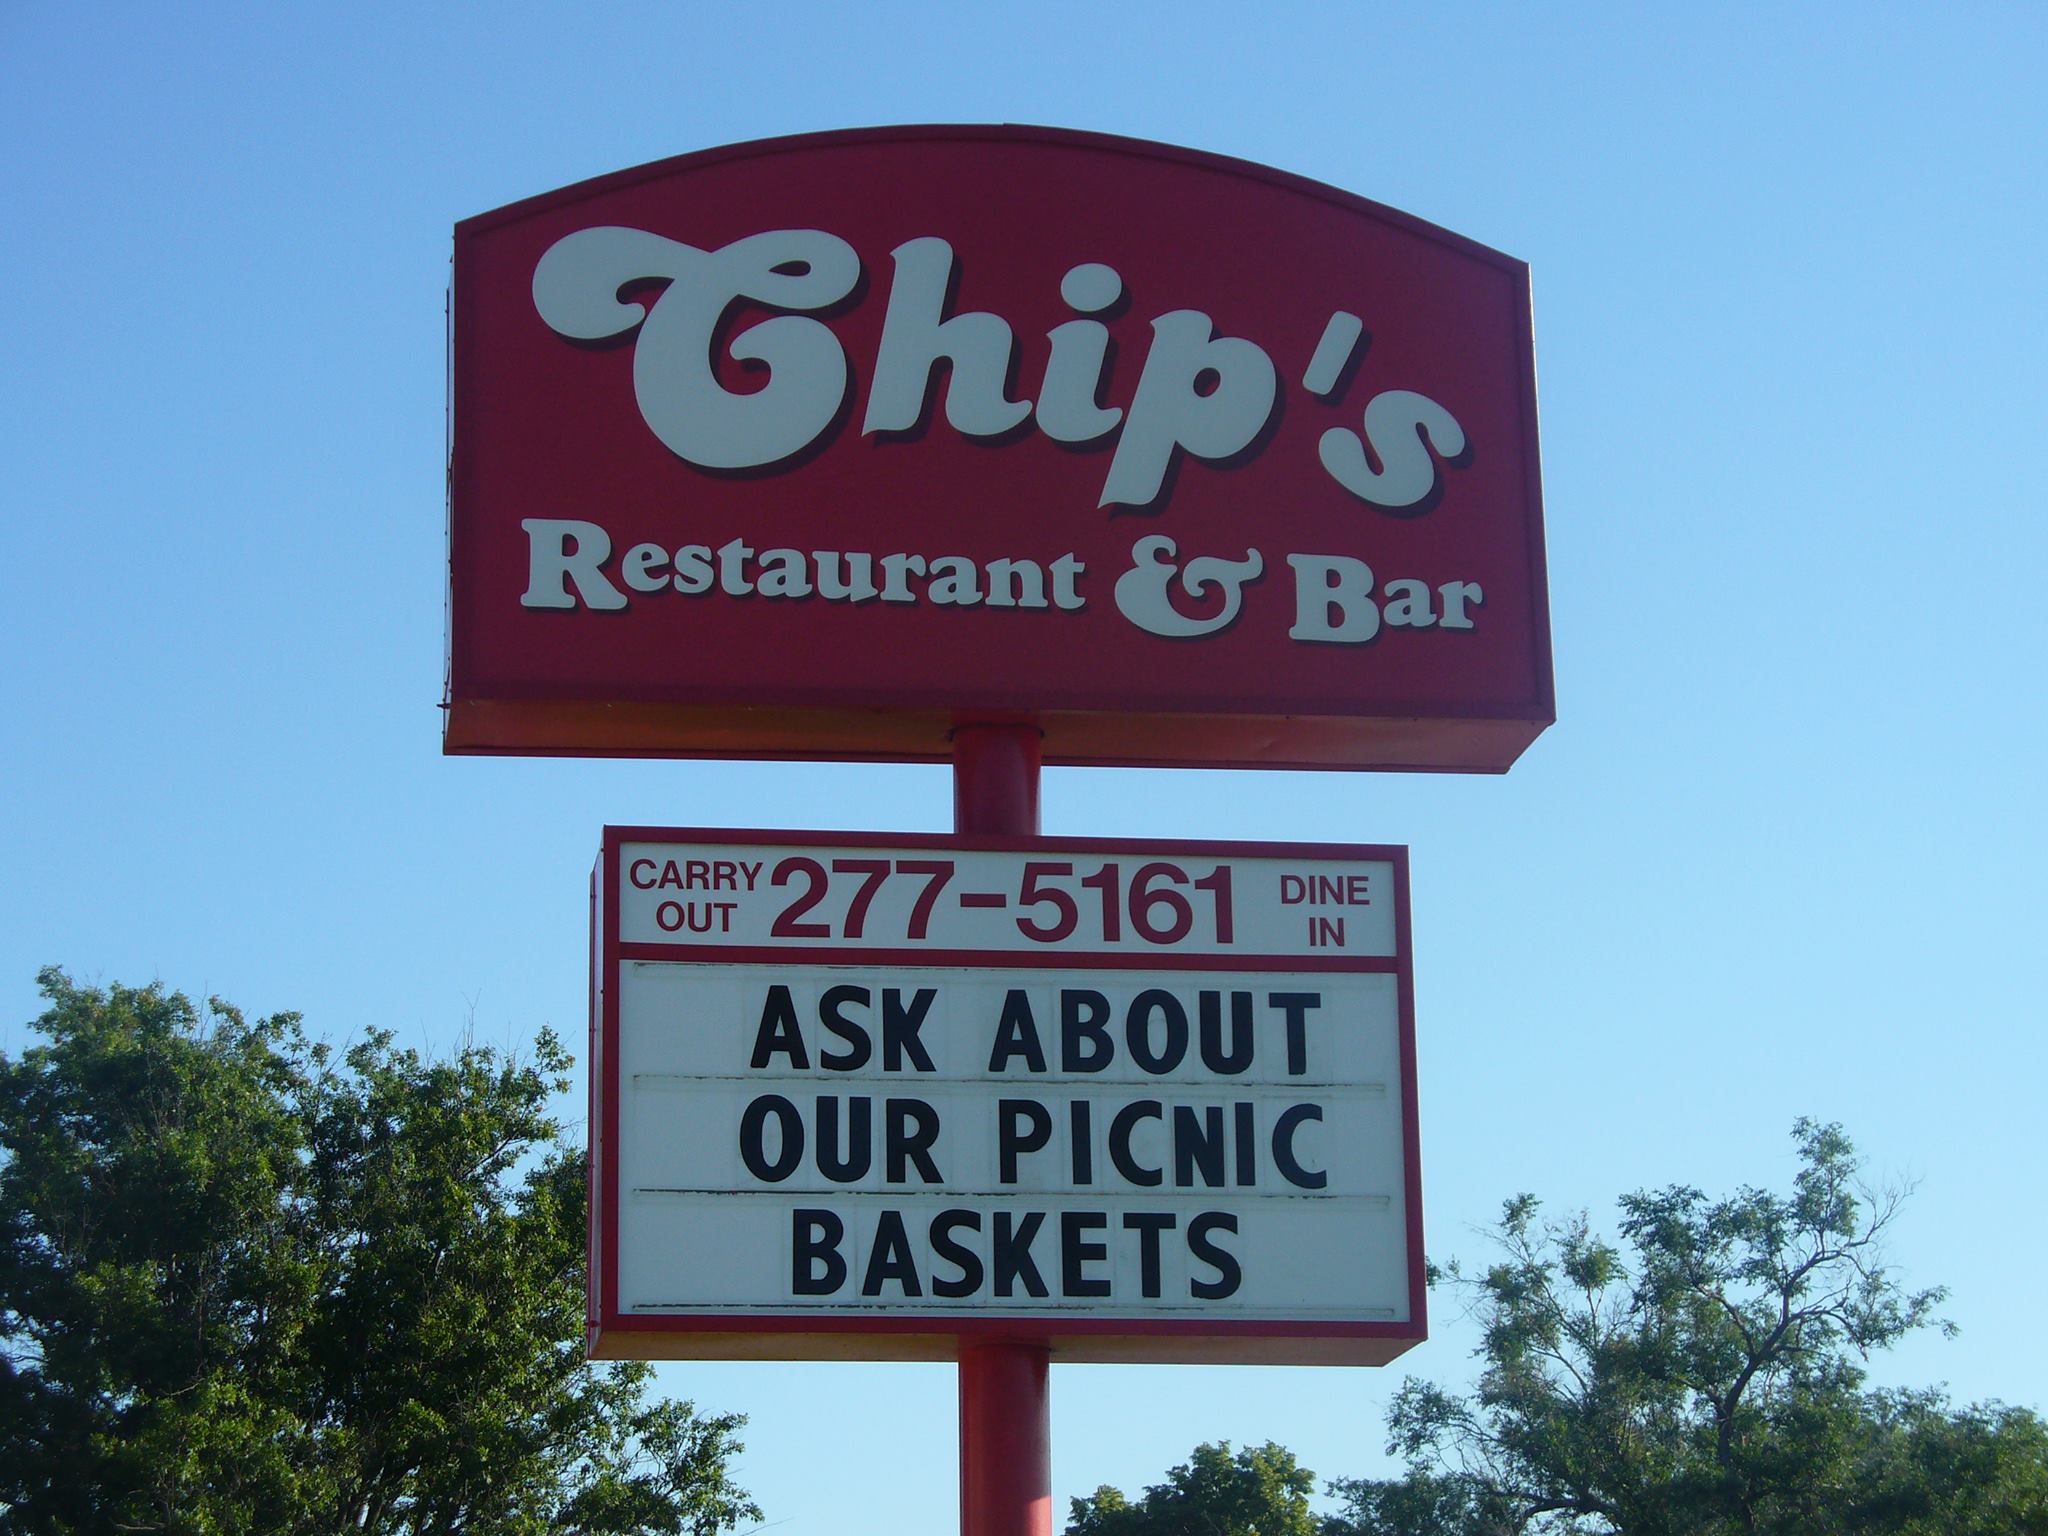 Chip's
Restaurant & Bar
CARRY OUT 277-5161 DINE IN
ASK ABOUT
OUR PICNIC
BASKETS